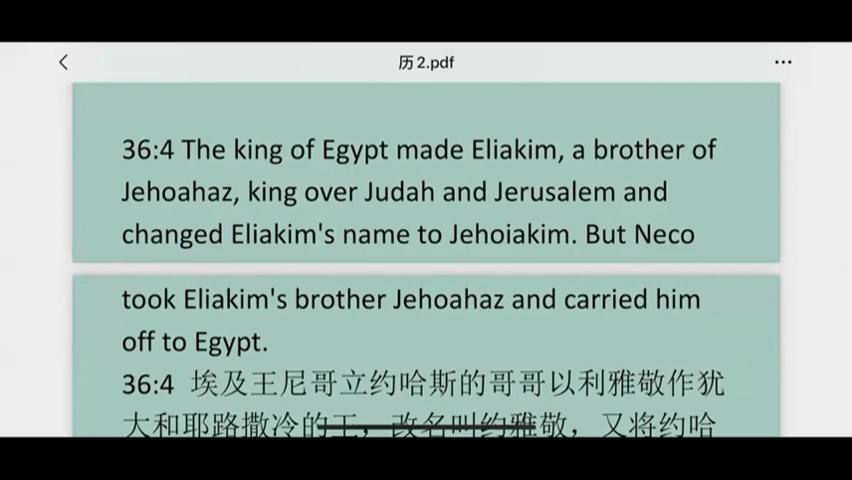 历2.pdf
36:4 The king of Egypt made Eliakim, a brother of
Jehoahaz, king over Judah and Jerusalem and
changed Eliakim's name to Jehoiakim. But Neco
took Eliakim's brother Jehoahaz and carried him
off to Egypt.
36:4 埃及王尼哥立约哈斯的哥哥以利雅敬作犹
大和耶路撒冷的王，改名叫约雅敬，又将约哈